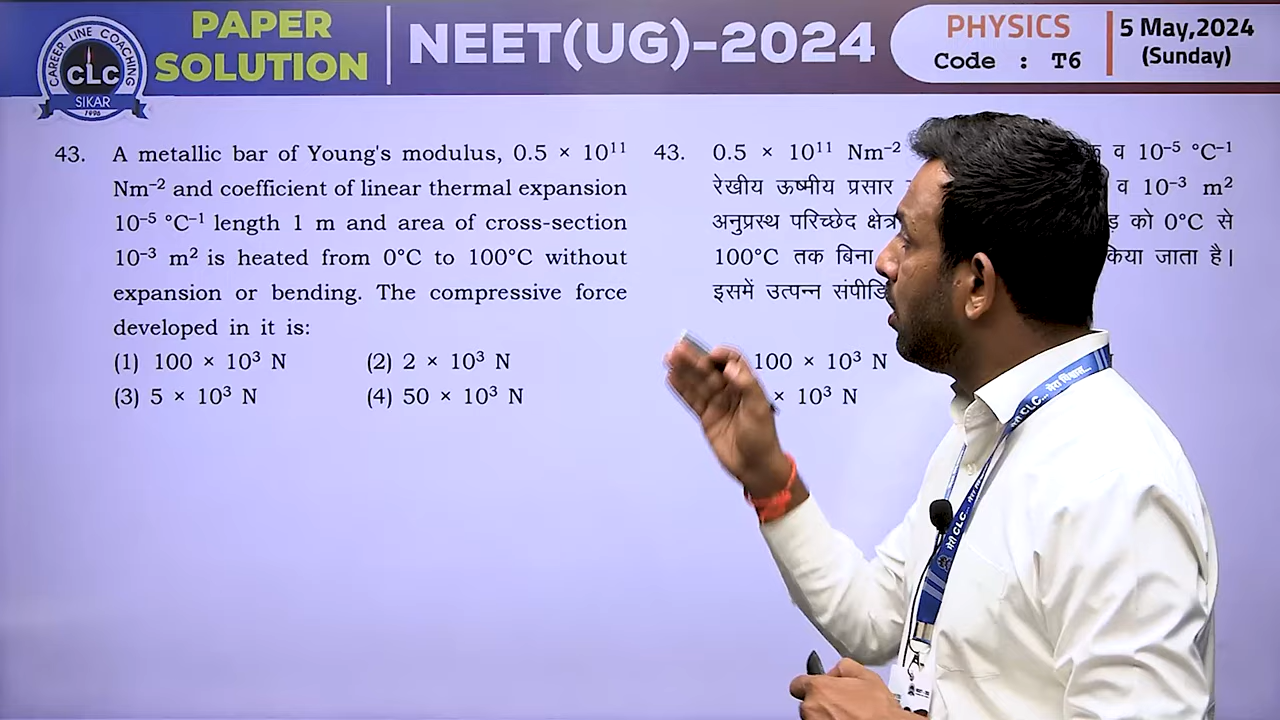 CAREER LINE COACHING
CLC
SIKAR
1996
PAPER
SOLUTION
NEET(UG)-2024
PHYSICS
Code : T6
5 May,2024
(Sunday)
43. A metallic bar of Young's modulus, 0.5 × 10¹¹
Nm⁻² and coefficient of linear thermal expansion
10⁻⁵ °C⁻¹ length 1 m and area of cross-section
10⁻³ m² is heated from 0°C to 100°C without
expansion or bending. The compressive force
developed in it is:
(1) 100 × 10³ N (2) 2 × 10³ N
(3) 5 × 10³ N (4) 50 × 10³ N
43. 0.5 × 10¹¹ Nm⁻² व 10⁻⁵ °C⁻¹
रेखीय ऊष्मीय प्रसार व 10⁻³ m²
अनुप्रस्थ परिच्छेद को 0°C से
100°C तक बिना किया जाता है।
इसमें उत्पन्न
100 × 10³ N
× 10³ N
मेरा विश्वास
CLC...